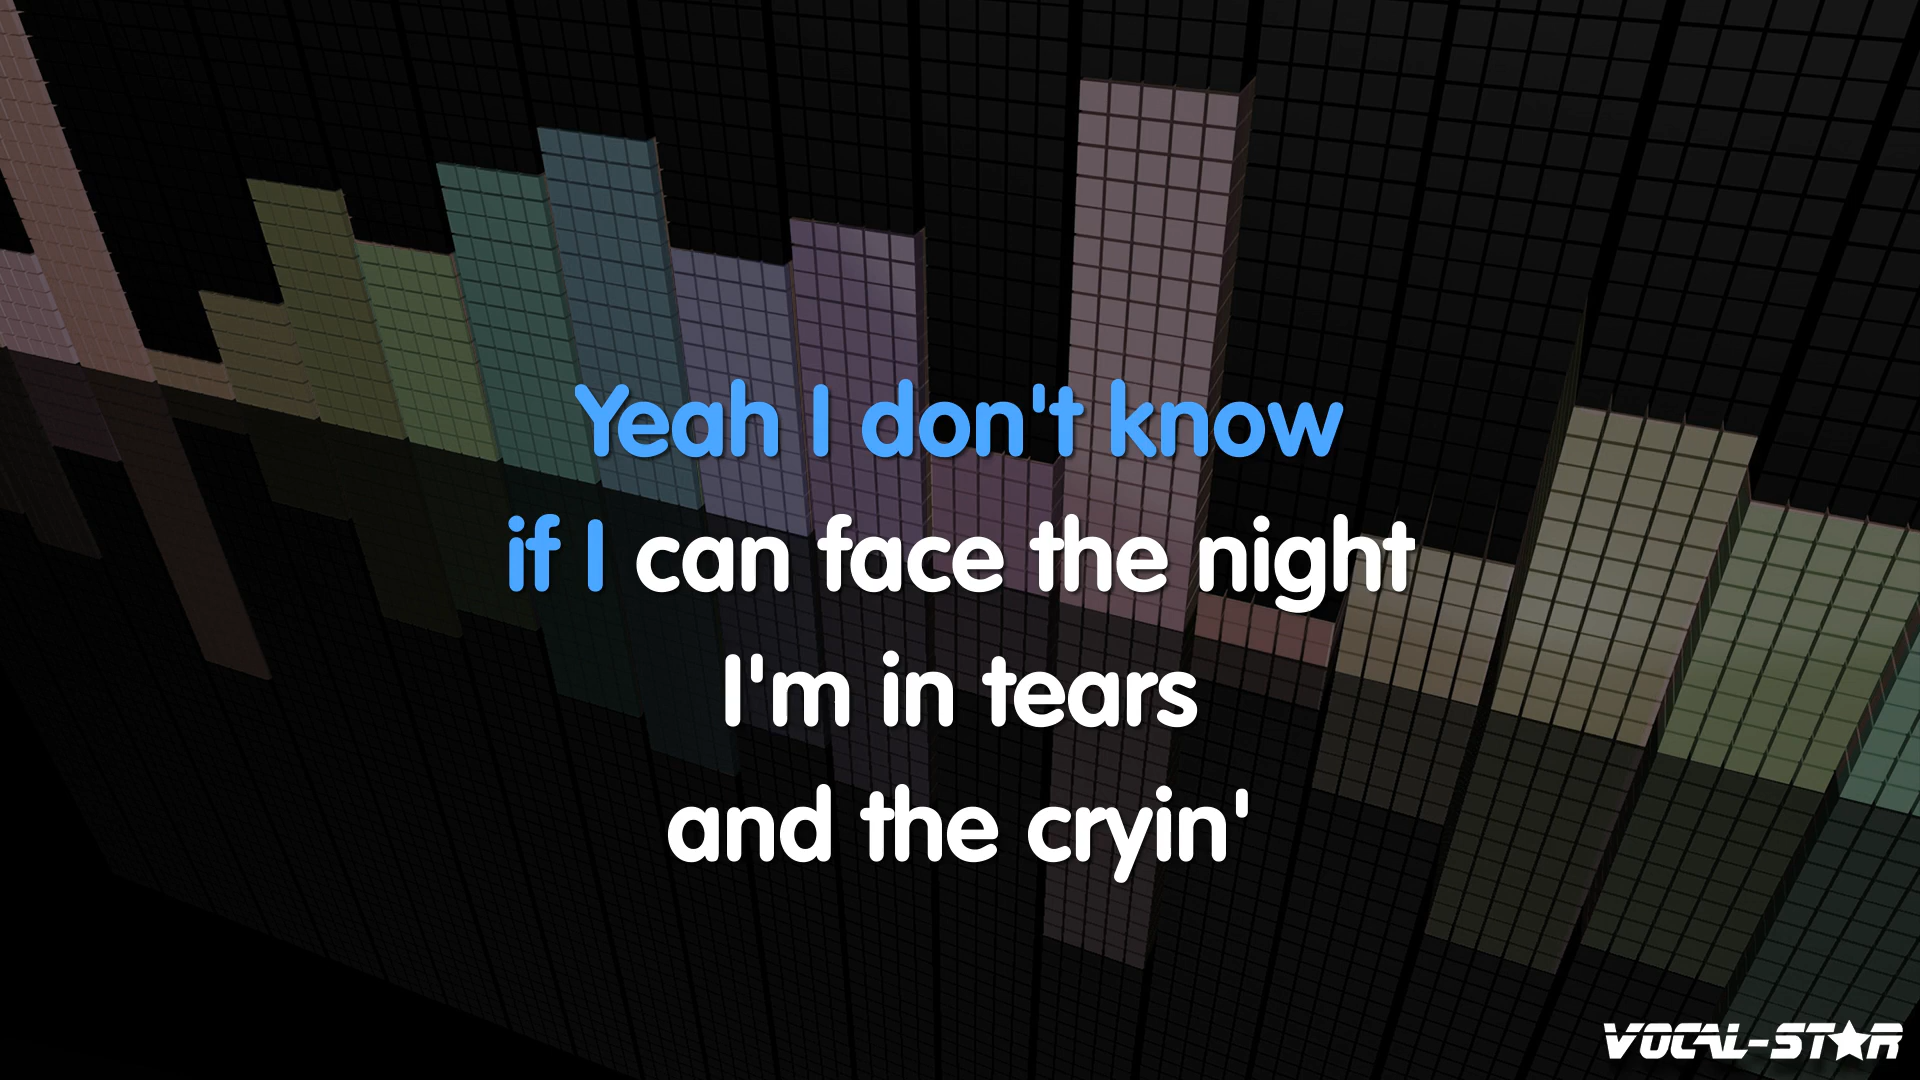 Yeah I don't know
if I can face the night
I'm in tears
and the cryin'
VOCAL-STAR